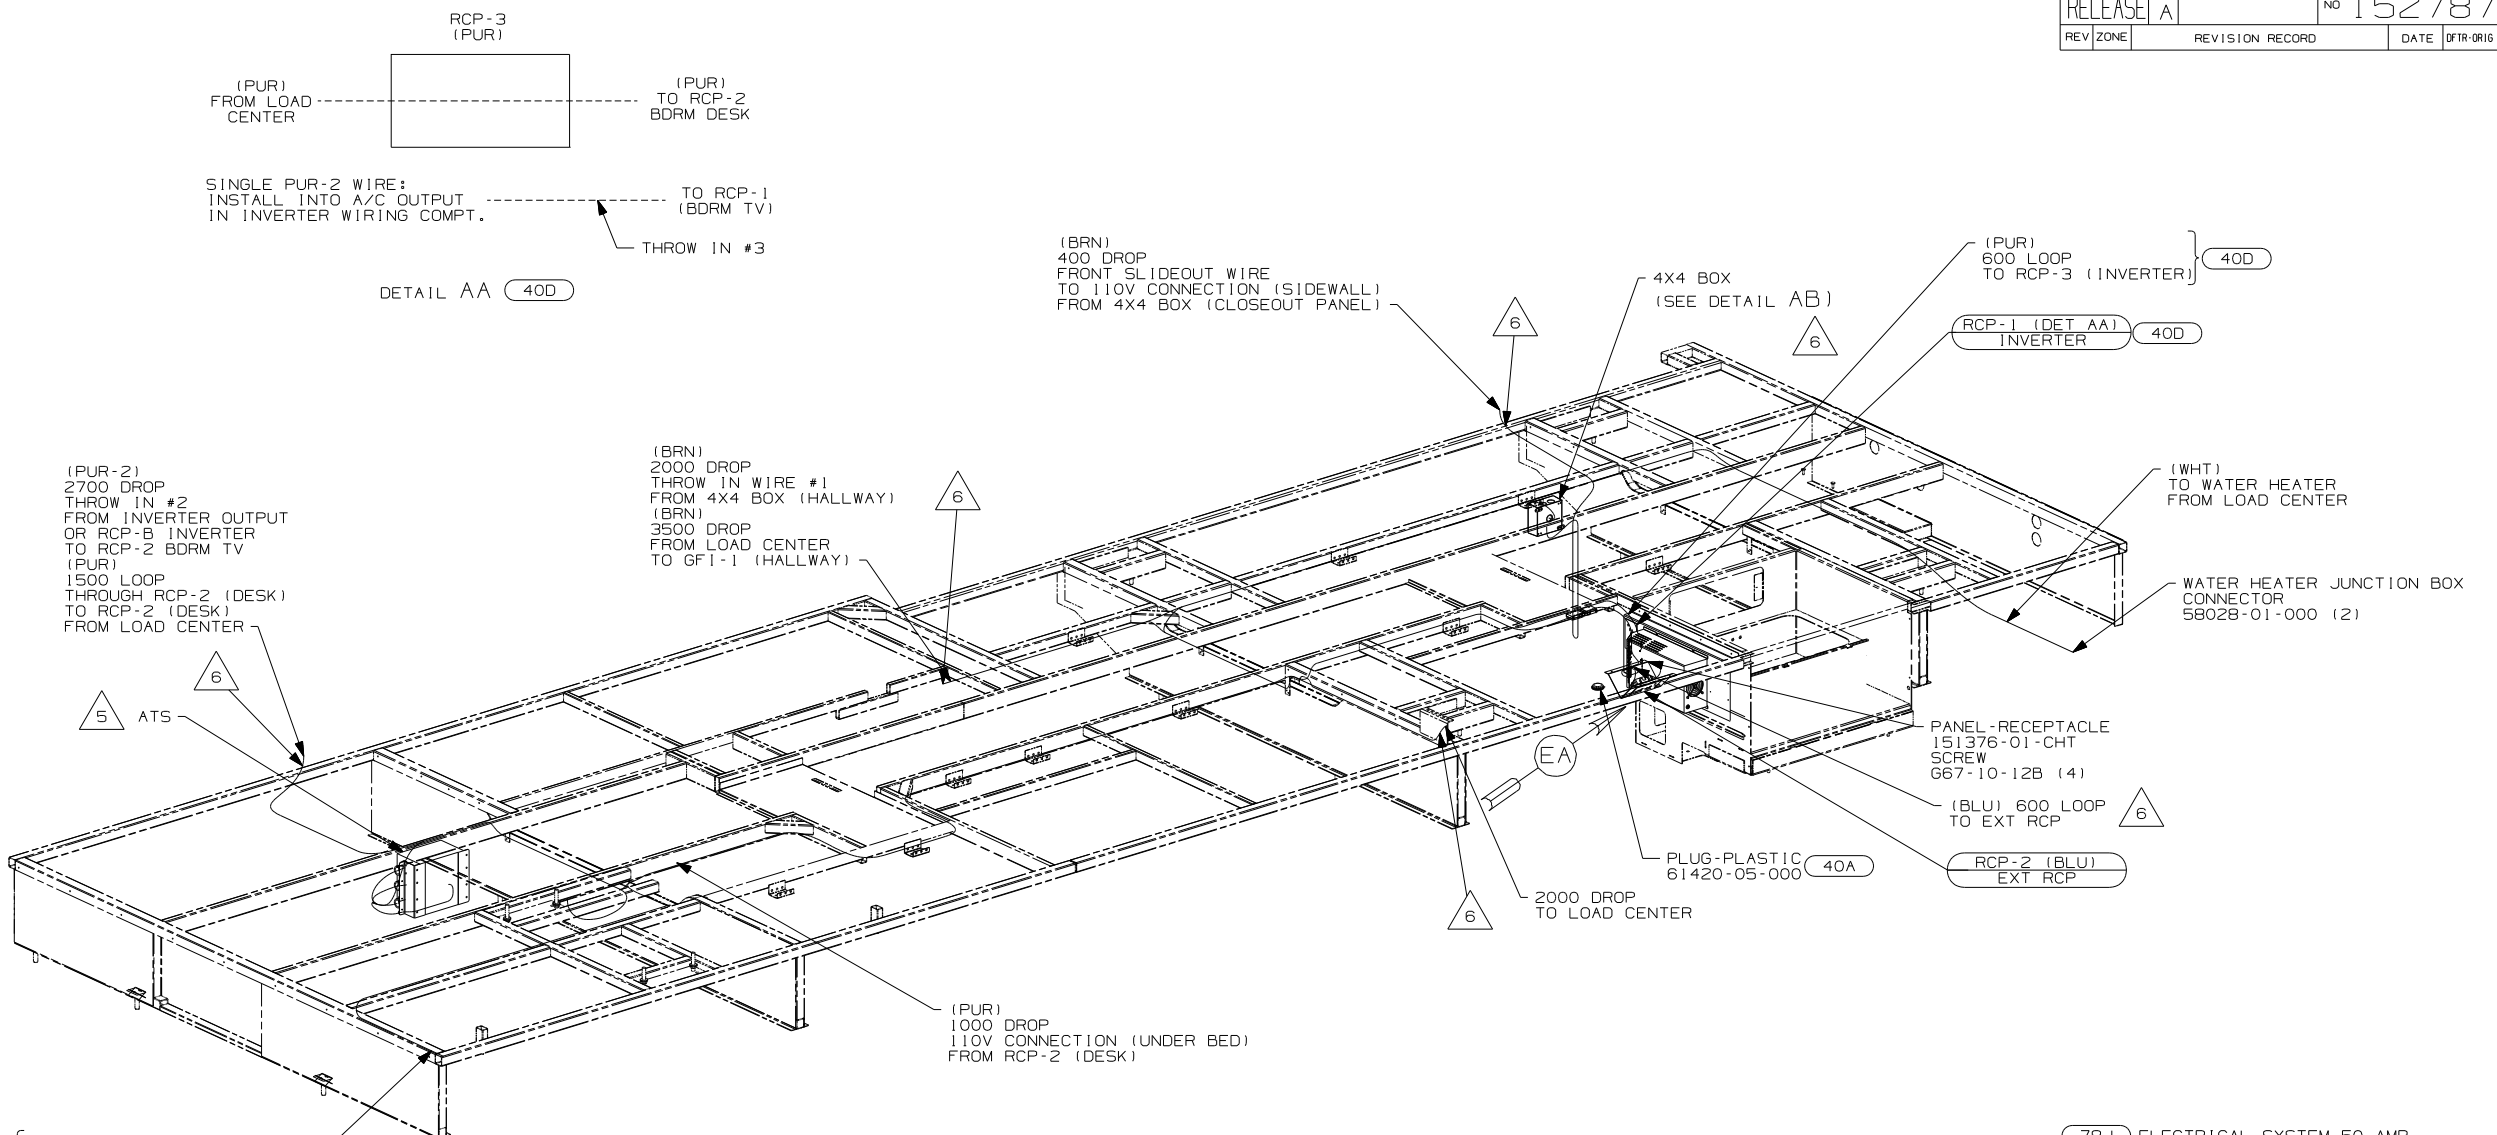 RELEASE A NO 152787
REV ZONE REVISION RECORD DATE DFTR-ORIG
RCP-3
(PUR)
(PUR)
FROM LOAD
CENTER
(PUR)
TO RCP-2
BDRM DESK
SINGLE PUR-2 WIRE:
INSTALL INTO A/C OUTPUT
IN INVERTER WIRING COMPT.
TO RCP-1
(BDRM TV)
THROW IN #3
DETAIL AA 40D
(BRN)
400 DROP
FRONT SLIDEOUT WIRE
TO 110V CONNECTION (SIDEWALL)
FROM 4X4 BOX (CLOSEOUT PANEL)
6
4X4 BOX
(SEE DETAIL AB)
6
(PUR)
600 LOOP
TO RCP-3 (INVERTER)
40D
RCP-1 (DET AA)
INVERTER
40D
(PUR-2)
2700 DROP
THROW IN #2
FROM INVERTER OUTPUT
OR RCP-B INVERTER
TO RCP-2 BDRM TV
(PUR)
1500 LOOP
THROUGH RCP-2 (DESK)
TO RCP-2 (DESK)
FROM LOAD CENTER
6
5 ATS
(BRN)
2000 DROP
THROW IN WIRE #1
FROM 4X4 BOX (HALLWAY)
(BRN)
3500 DROP
FROM LOAD CENTER
TO GFI-1 (HALLWAY)
6
(WHT)
TO WATER HEATER
FROM LOAD CENTER
WATER HEATER JUNCTION BOX
CONNECTOR
58028-01-000 (2)
PANEL-RECEPTACLE
151376-01-CHT
SCREW
G67-10-12B (4)
EA
(BLU) 600 LOOP
TO EXT RCP
6
PLUG-PLASTIC
61420-05-000
40A
RCP-2 (BLU)
EXT RCP
2000 DROP
TO LOAD CENTER
6
(PUR)
1000 DROP
110V CONNECTION (UNDER BED)
FROM RCP-2 (DESK)
ELECTRICAL SYSTEM 50 AMP